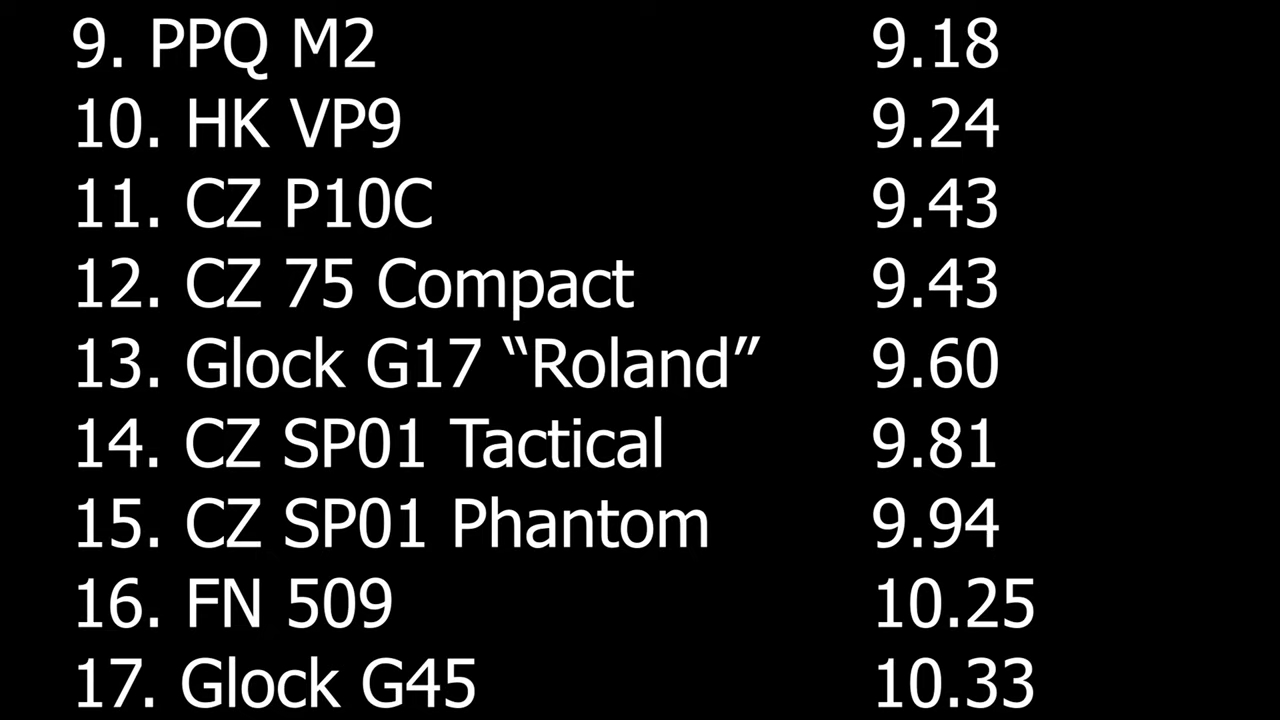 9. PPQ M2 9.18
10. HK VP9 9.24
11. CZ P10C 9.43
12. CZ 75 Compact 9.43
13. Glock G17 “Roland” 9.60
14. CZ SP01 Tactical 9.81
15. CZ SP01 Phantom 9.94
16. FN 509 10.25
17. Glock G45 10.33